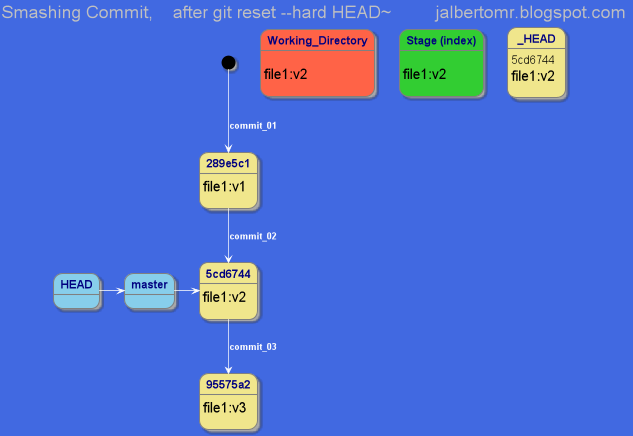 Smashing Commit, after git reset --hard HEAD~ jalbertomr.blogspot.com
Working_Directory
file1:v2
Stage (index)
file1:v2
_HEAD
5cd6744
file1:v2
commit_01
289e5c1
file1:v1
commit_02
HEAD
master
5cd6744
file1:v2
commit_03
95575a2
file1:v3